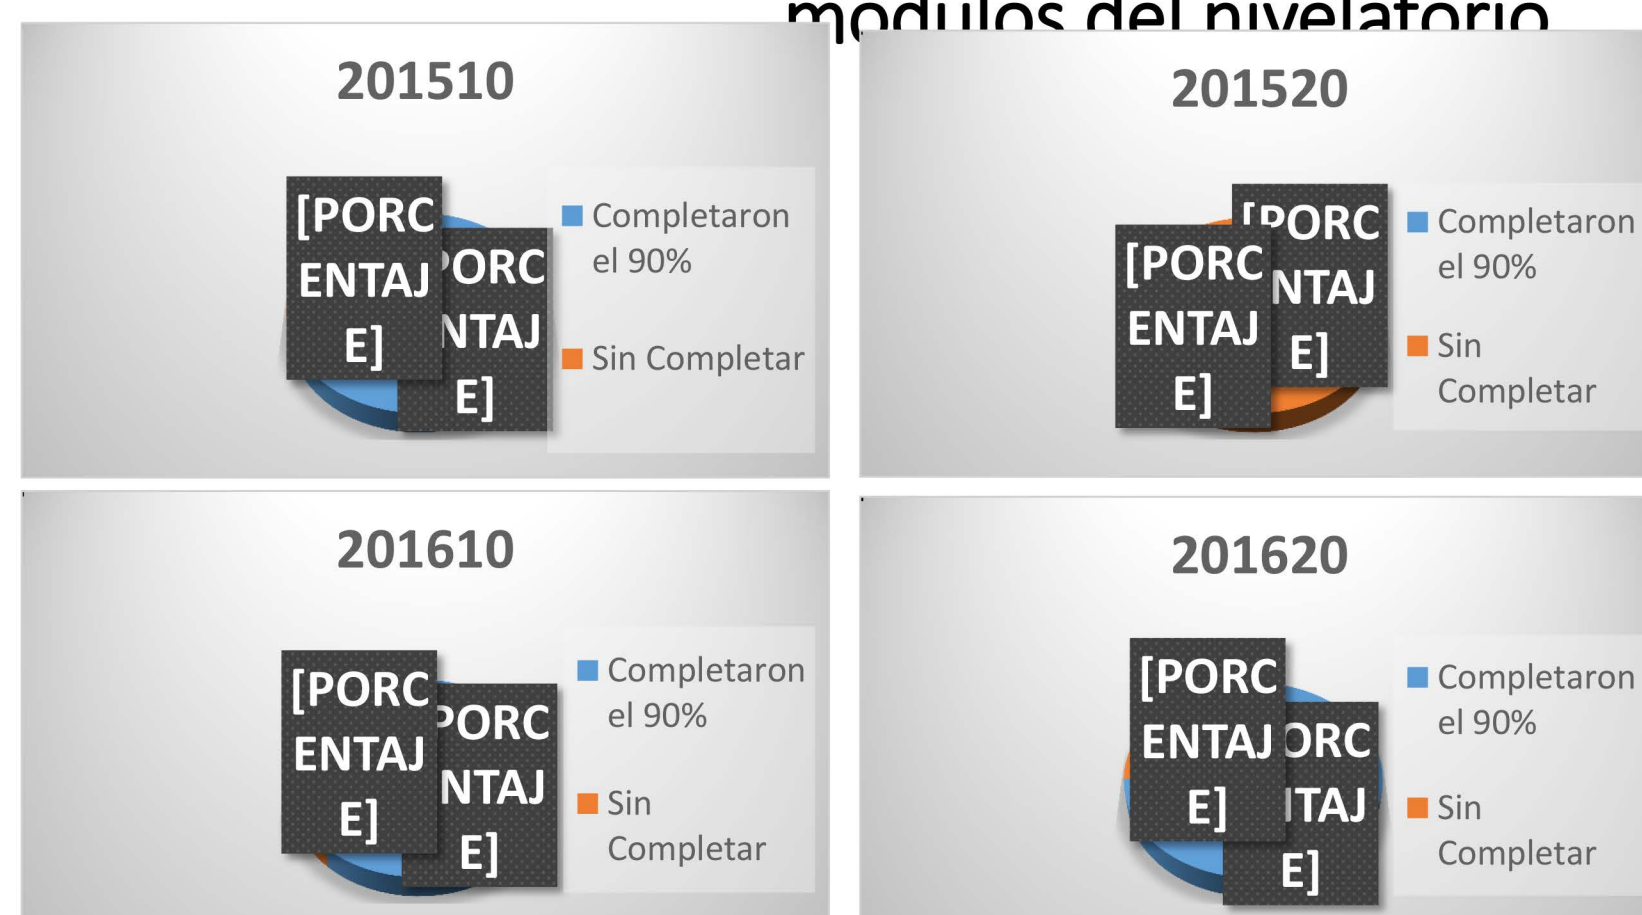 módulos del nivelatorio
201510
[PORC
ENTAJ
E]
PORC
NTAJ
E]
Completaron
el 90%
Sin Completar
201520
[PORC
ENTAJ
E]
[PORC
NTAJ
E]
Completaron
el 90%
Sin
Completar
201610
[PORC
ENTAJ
E]
PORC
NTAJ
E]
Completaron
el 90%
Sin
Completar
201620
[PORC
ENTAJ
E]
ORC
TAJ
E]
Completaron
el 90%
Sin
Completar